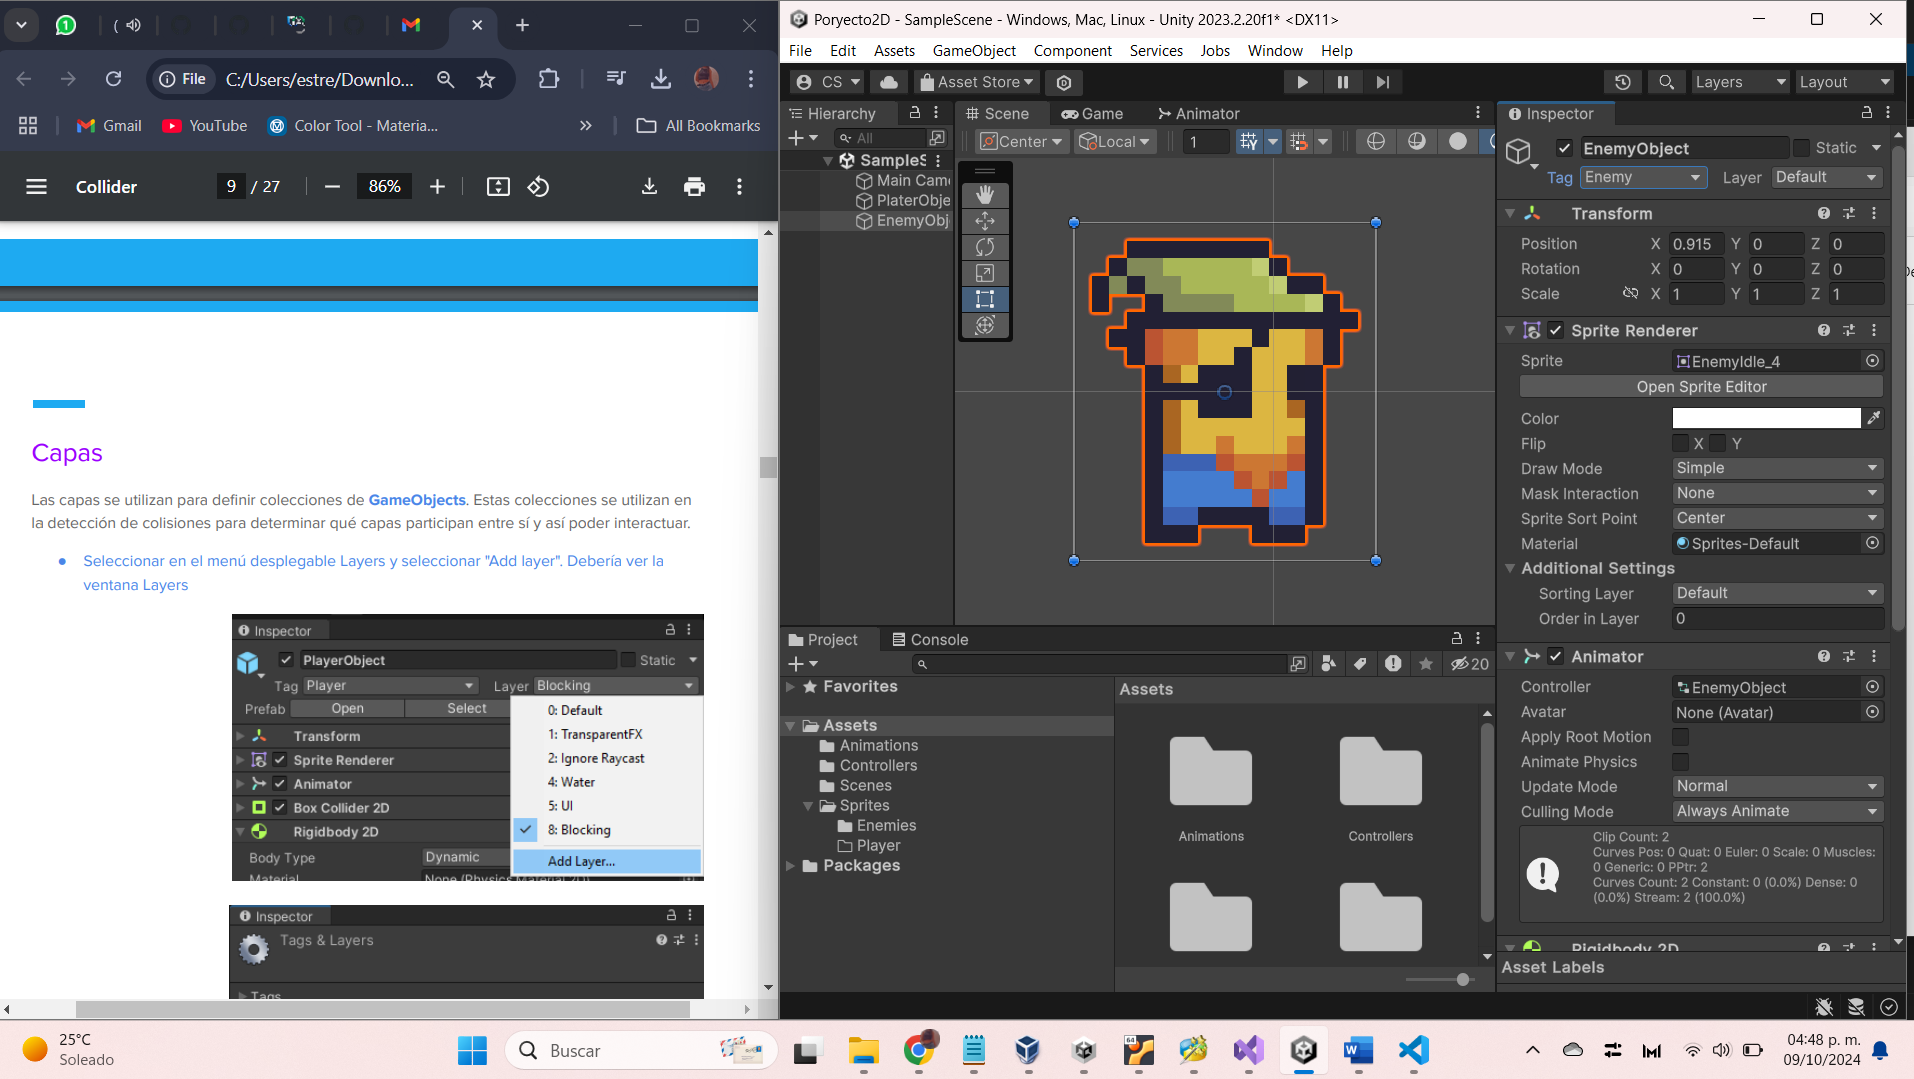 File
C:/Users/estre/Downlo...
Gmail
YouTube
Color Tool - Materia...
»
All Bookmarks
Collider
9 / 27
86%
Capas
Las capas se utilizan para definir colecciones de GameObjects. Estas colecciones se utilizan en
la detección de colisiones para determinar qué capas participan entre sí y así poder interactuar.
Seleccionar en el menú desplegable Layers y seleccionar "Add layer". Debería ver la
ventana Layers
Inspector
PlayerObject
Static
Tag Player
Layer Blocking
Prefab Open Select
0: Default
1: TransparentFX
2: Ignore Raycast
4: Water
5: UI
8: Blocking
Add Layer...
Transform
Sprite Renderer
Animator
Box Collider 2D
Rigidbody 2D
Body Type Dynamic
Material None (Physics Material 2D)
Inspector
Tags & Layers
Tags
Poryecto2D - SampleScene - Windows, Mac, Linux - Unity 2023.2.20f1* <DX11>
File Edit Assets GameObject Component Services Jobs Window Help
CS
Asset Store
Layers
Layout
Hierarchy
All
SampleS
Main Came
PlaterObje
EnemyObj
Scene
Game
Animator
Center
Local
1
Project
Console
20
Favorites
Assets
Animations
Controllers
Scenes
Sprites
Enemies
Player
Packages
Assets
Animations
Controllers
Inspector
EnemyObject
Static
Tag Enemy
Layer Default
Transform
Position X 0.915 Y 0 Z 0
Rotation X 0 Y 0 Z 0
Scale X 1 Y 1 Z 1
Sprite Renderer
Sprite EnemyIdle_4
Open Sprite Editor
Color
Flip X Y
Draw Mode Simple
Mask Interaction None
Sprite Sort Point Center
Material Sprites-Default
Additional Settings
Sorting Layer Default
Order in Layer 0
Animator
Controller EnemyObject
Avatar None (Avatar)
Apply Root Motion
Animate Physics
Update Mode Normal
Culling Mode Always Animate
Clip Count: 2
Curves Pos: 0 Quat: 0 Euler: 0 Scale: 0 Muscles:
0 Generic: 0 PPtr: 2
Curves Count: 2 Constant: 0 (0.0%) Dense: 0
(0.0%) Stream: 2 (100.0%)
Rigidbody 2D
Asset Labels
25°C
Soleado
Buscar
04:48 p. m.
09/10/2024